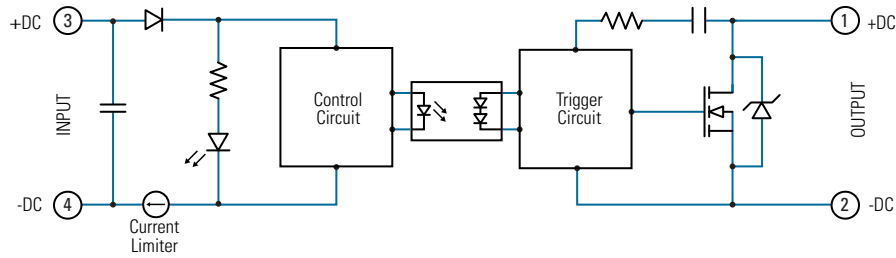 +DC
3
1
+DC
INPUT
Control
Circuit
Trigger
Circuit
OUTPUT
-DC
4
2
-DC
Current
Limiter